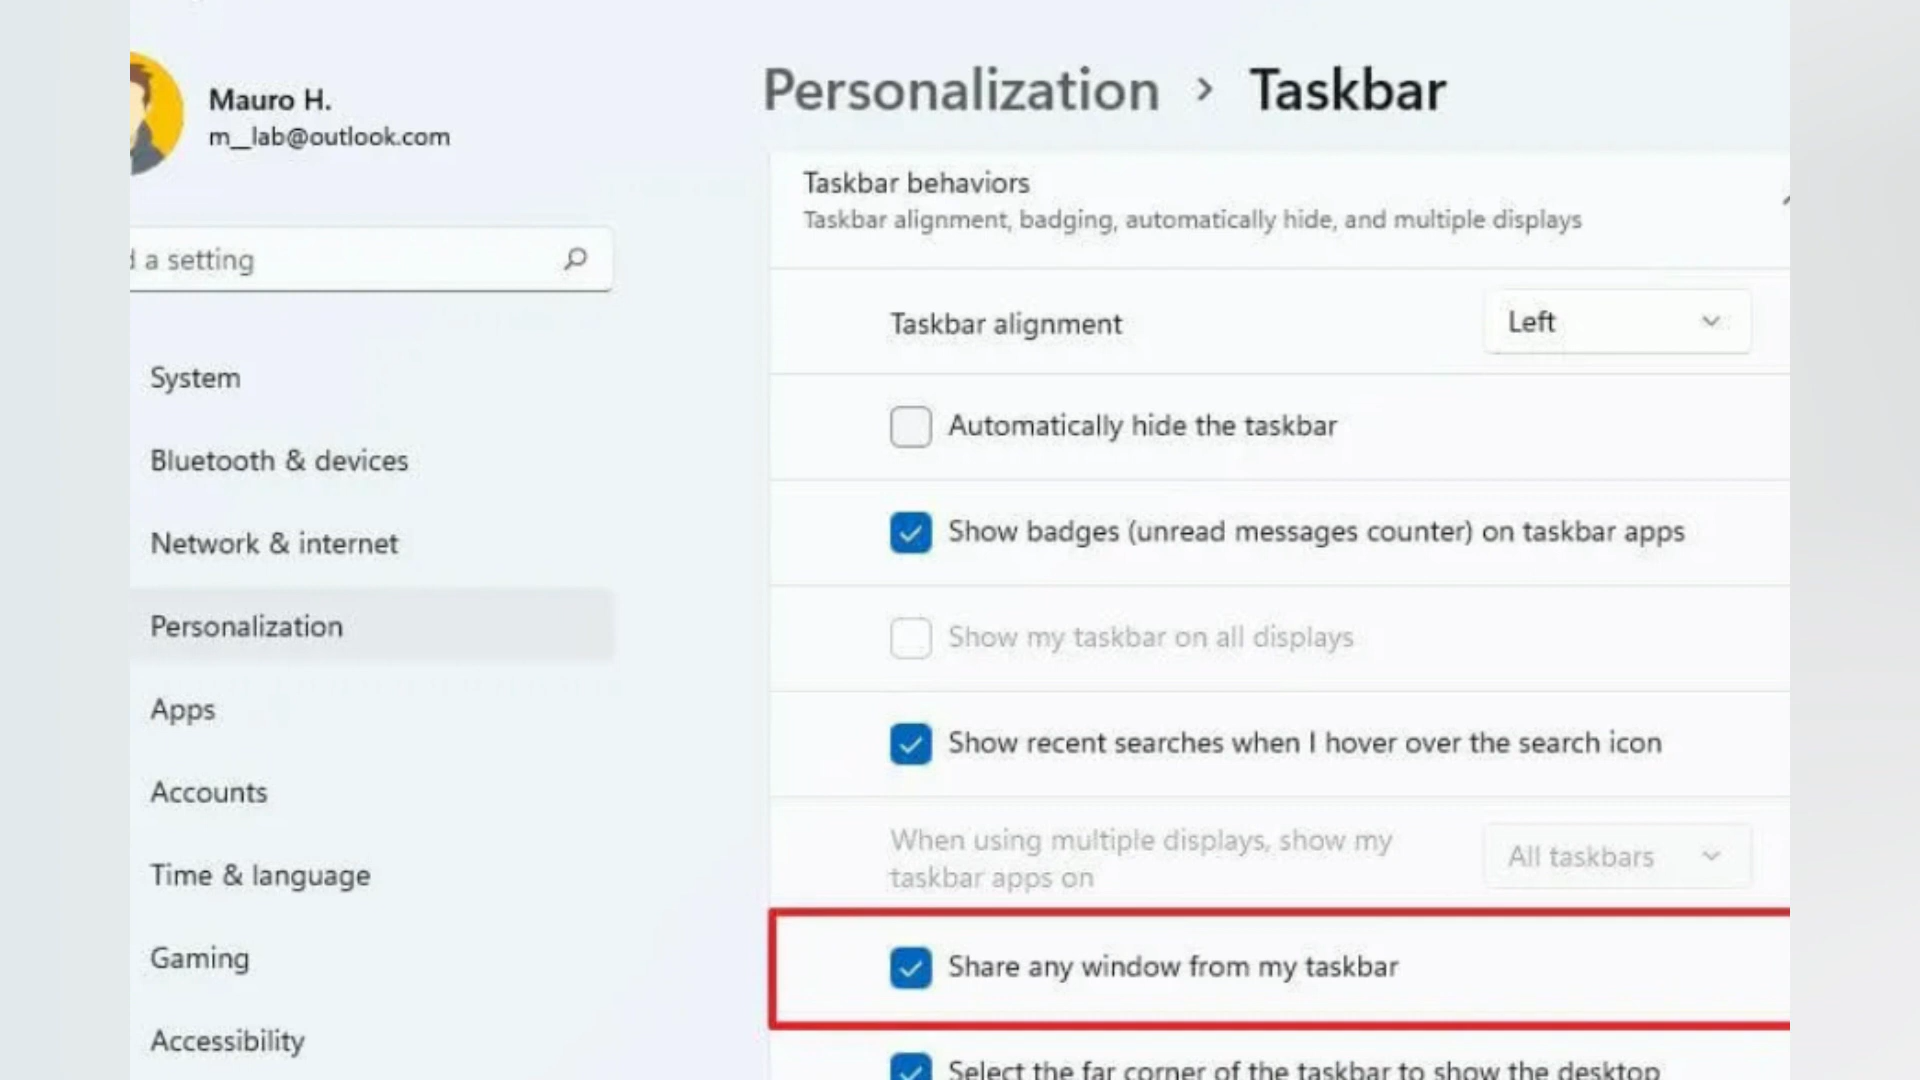 Mauro H.
m__lab@outlook.com
a setting
System
Bluetooth & devices
Network & internet
Personalization
Apps
Accounts
Time & language
Gaming
Accessibility
Personalization > Taskbar
Taskbar behaviors
Taskbar alignment, badging, automatically hide, and multiple displays
Taskbar alignment
Left
Automatically hide the taskbar
Show badges (unread messages counter) on taskbar apps
Show my taskbar on all displays
Show recent searches when I hover over the search icon
When using multiple displays, show my
taskbar apps on
All taskbars
Share any window from my taskbar
Select the far corner of the taskbar to show the desktop